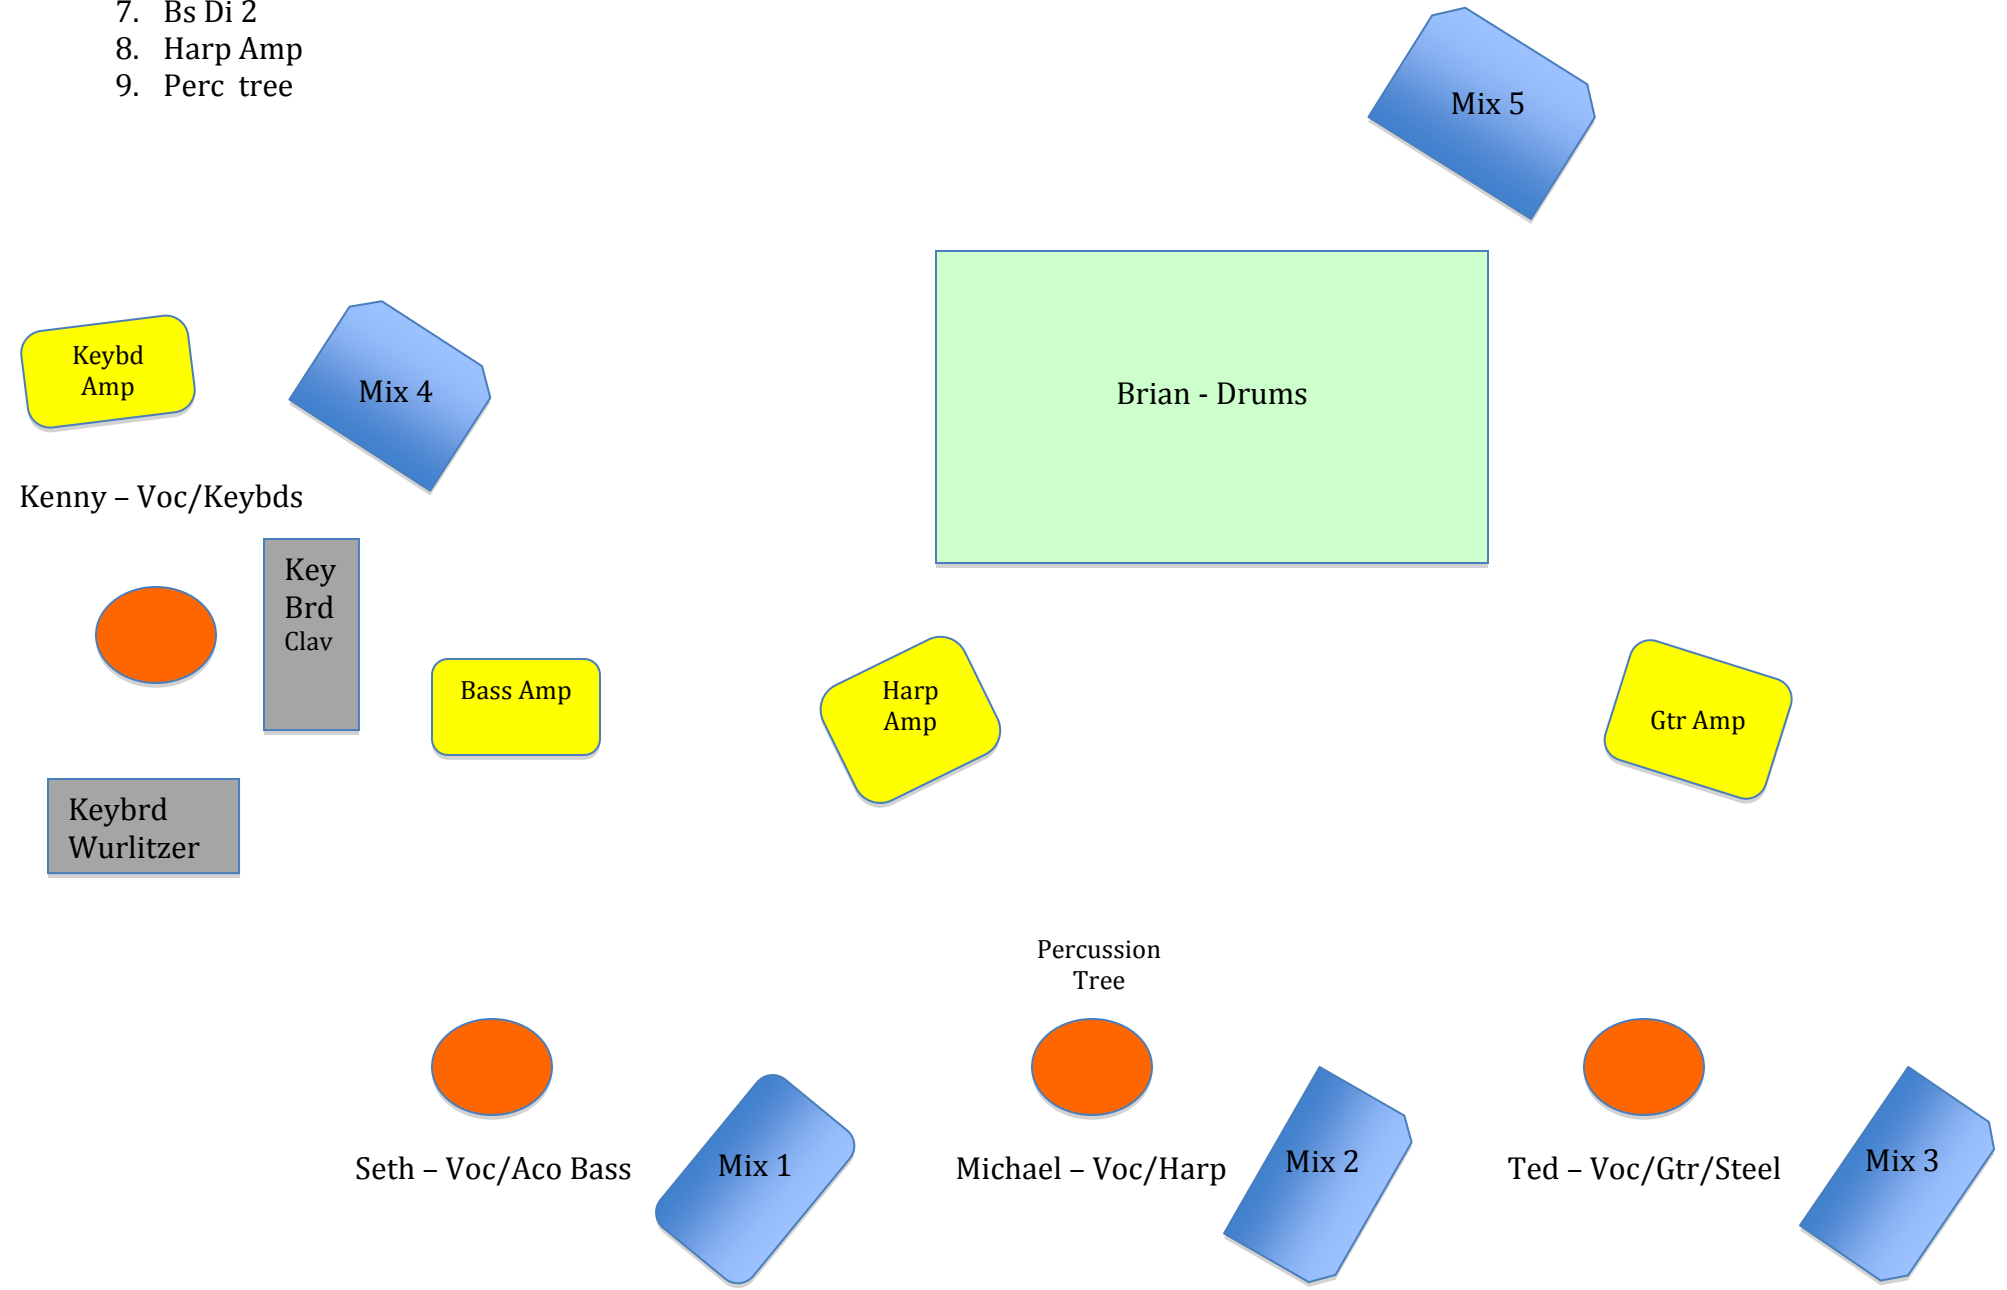 7. Bs Di 2
8. Harp Amp
9. Perc tree
Mix 5
Keybd
Amp
Mix 4
Brian - Drums
Kenny – Voc/Keybds
Key
Brd
Clav
Bass Amp
Harp
Amp
Gtr Amp
Keybrd
Wurlitzer
Percussion
Tree
Seth – Voc/Aco Bass
Mix 1
Michael – Voc/Harp
Mix 2
Ted – Voc/Gtr/Steel
Mix 3